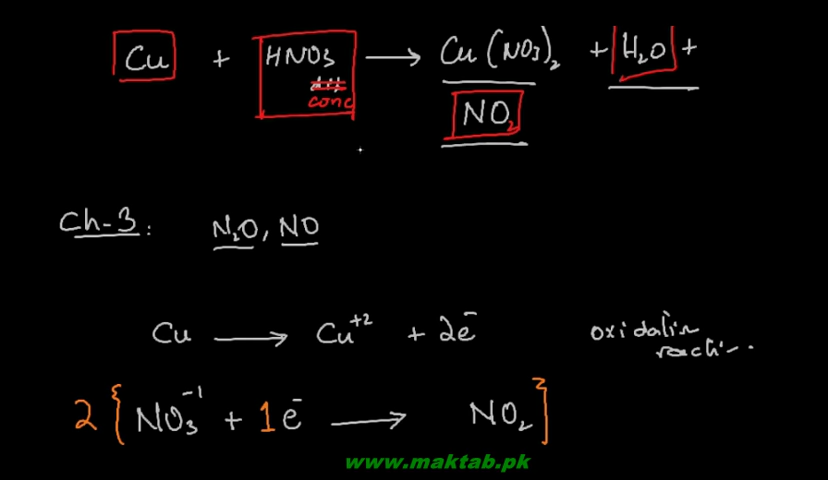 Cu + HNO3 → Cu(NO3)2 + H2O +
conc
NO2
Ch-3: N2O, NO
Cu → Cu+2 + 2e-
oxidation
2{NO3-1 + 1e- → NO2}
www.maktab.pk